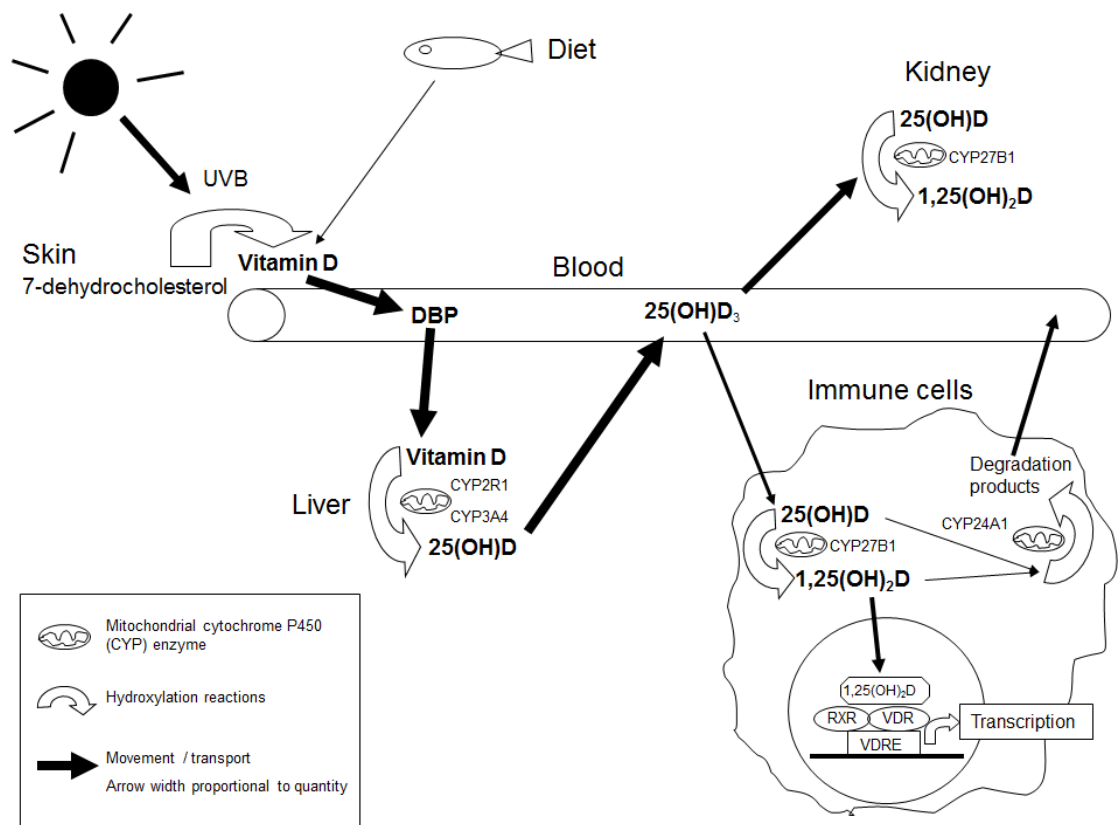 Diet
Kidney
25(OH)D
CYP27B1
1,25(OH)₂D
UVB
Skin
7-dehydrocholesterol
Vitamin D
Blood
DBP
25(OH)D₃
Immune cells
Liver
Vitamin D
CYP2R1
CYP3A4
25(OH)D
Degradation
products
25(OH)D
CYP24A1
CYP27B1
1,25(OH)₂D
1,25(OH)₂D
RXR
VDR
VDRE
Transcription
Mitochondrial cytochrome P450
(CYP) enzyme
Hydroxylation reactions
Movement / transport
Arrow width proportional to quantity